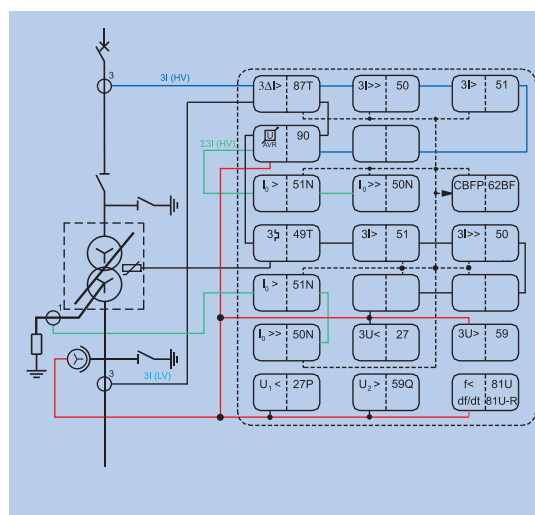 3 3I (HV) 3ΔI> 87T 3I>> 50 3I> 51
Σ3I (HV) U AVR 90
I₀ > 51N I₀ >> 50N CBFP 62BF
3 49T 3I> 51 3I>> 50
1 I₀ > 51N
I₀ >> 50N 3U< 27 3U> 59
3 3I (LV) U₁ < 27P U₂ > 59Q f< 81U
df/dt 81U-R